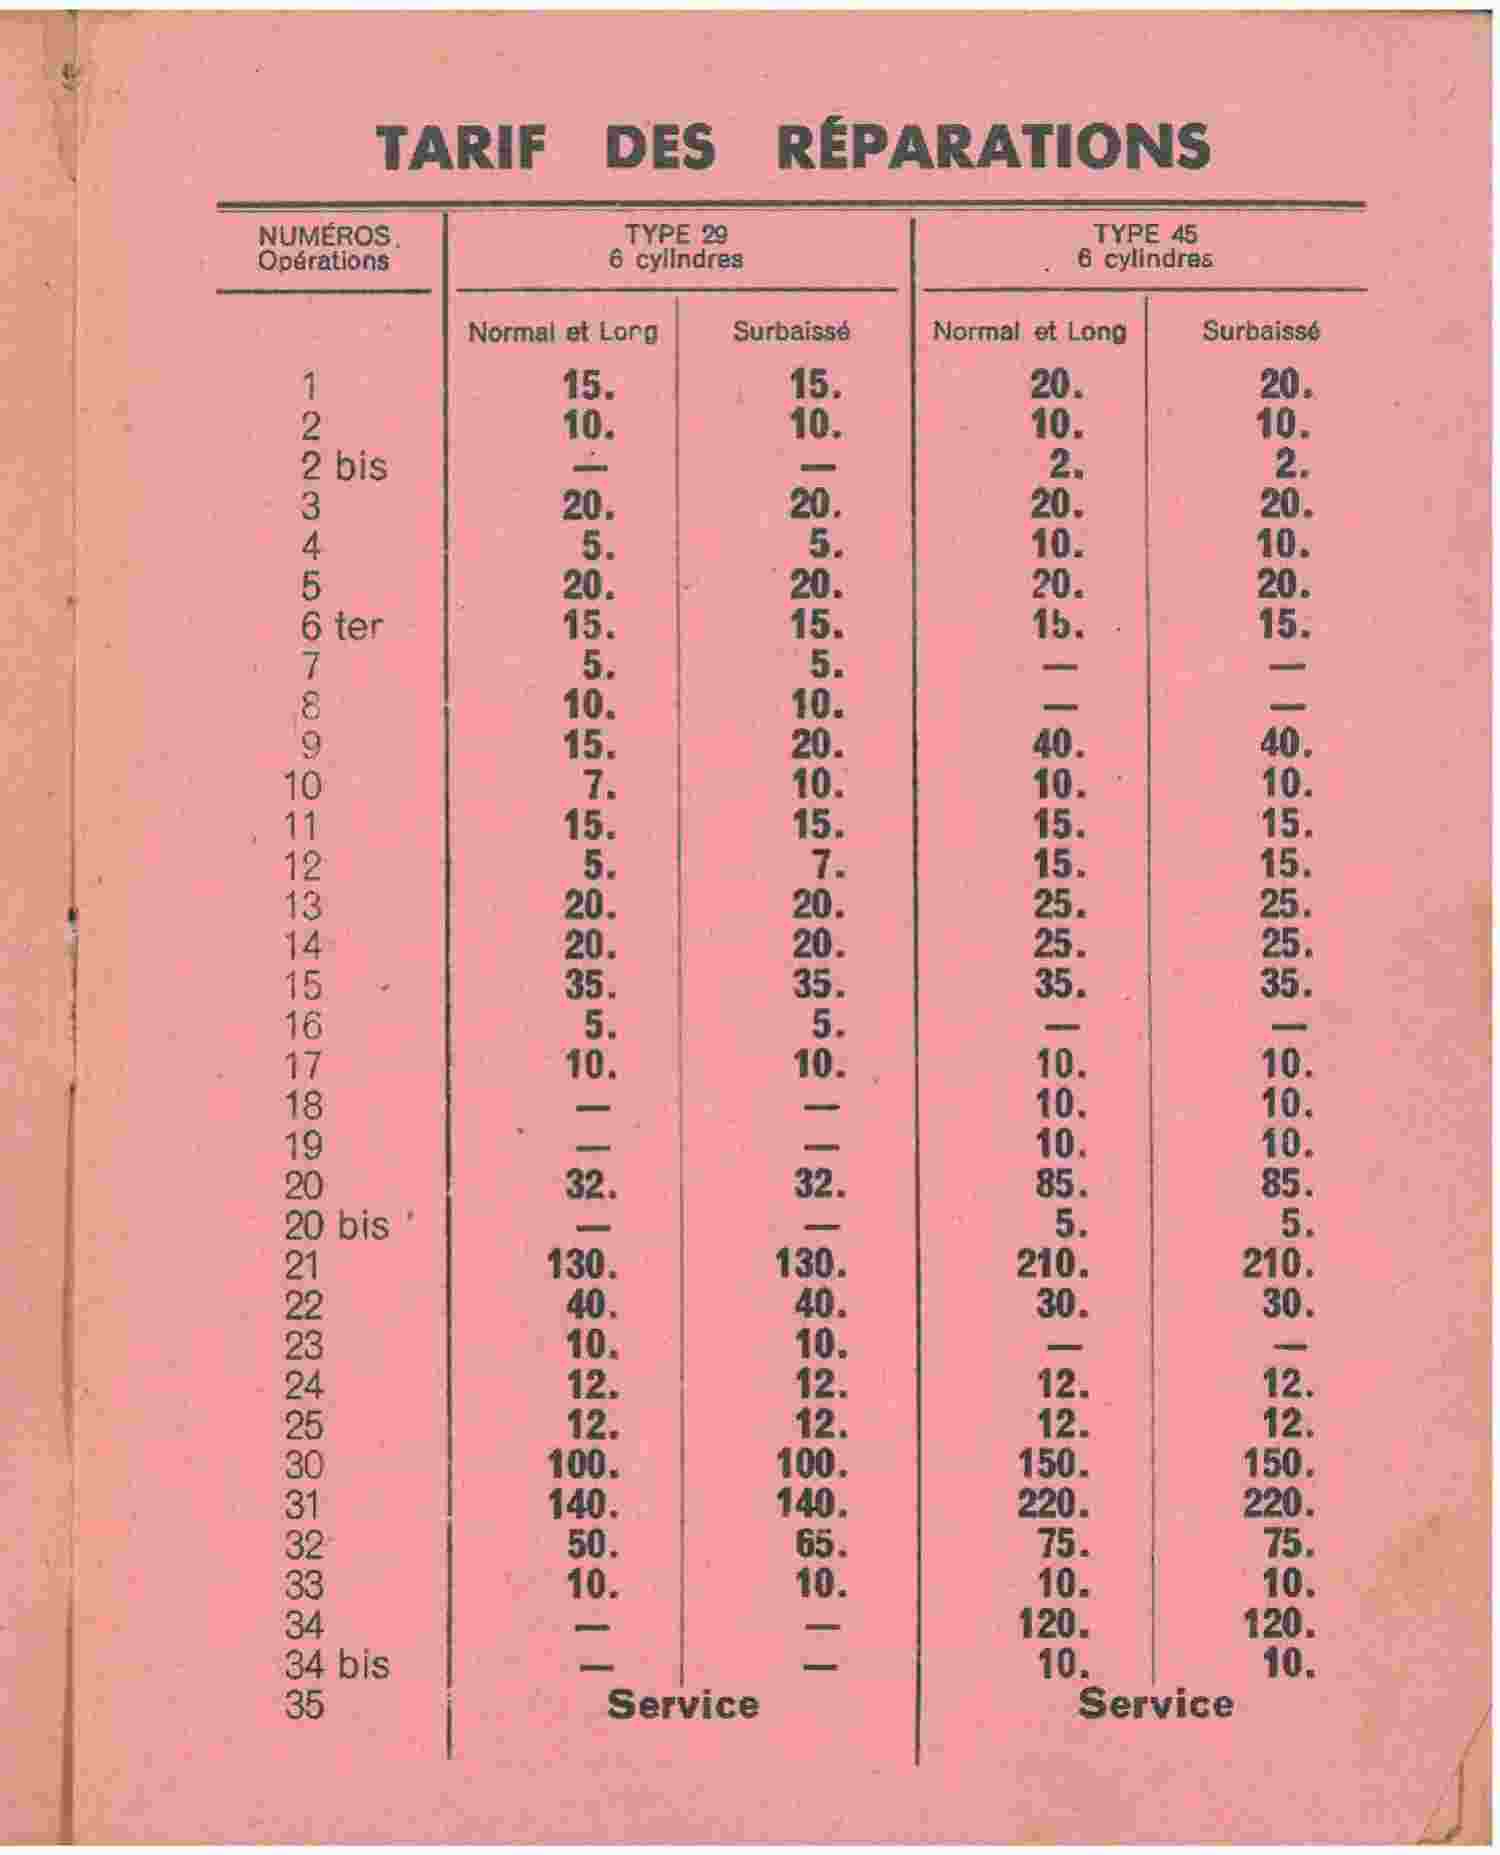 TARIF DES RÉPARATIONS
NUMÉROS TYPE 29 TYPE 45
Opérations 6 cylindres 6 cylindres
Normal et Long Surbaissé Normal et Long Surbaissé
1 15. 15. 20. 20.
2 10. 10. 10. 10.
2 bis — — 2. 2.
3 20. 20. 20. 20.
4 5. 5. 10. 10.
5 20. 20. 20. 20.
6 ter 15. 15. 15. 15.
7 5. 5. — —
8 10. 10. — —
9 15. 20. 40. 40.
10 7. 10. 10. 10.
11 15. 15. 15. 15.
12 5. 7. 15. 15.
13 20. 20. 25. 25.
14 20. 20. 25. 25.
15 35. 35. 35. 35.
16 5. 5. — —
17 10. 10. 10. 10.
18 — — 10. 10.
19 — — 10. 10.
20 32. 32. 85. 85.
20 bis — — 5. 5.
21 130. 130. 210. 210.
22 40. 40. 30. 30.
23 10. 10. — —
24 12. 12. 12. 12.
25 12. 12. 12. 12.
30 100. 100. 150. 150.
31 140. 140. 220. 220.
32 50. 65. 75. 75.
33 10. 10. 10. 10.
34 — — 120. 120.
34 bis — — 10. 10.
35 Service Service